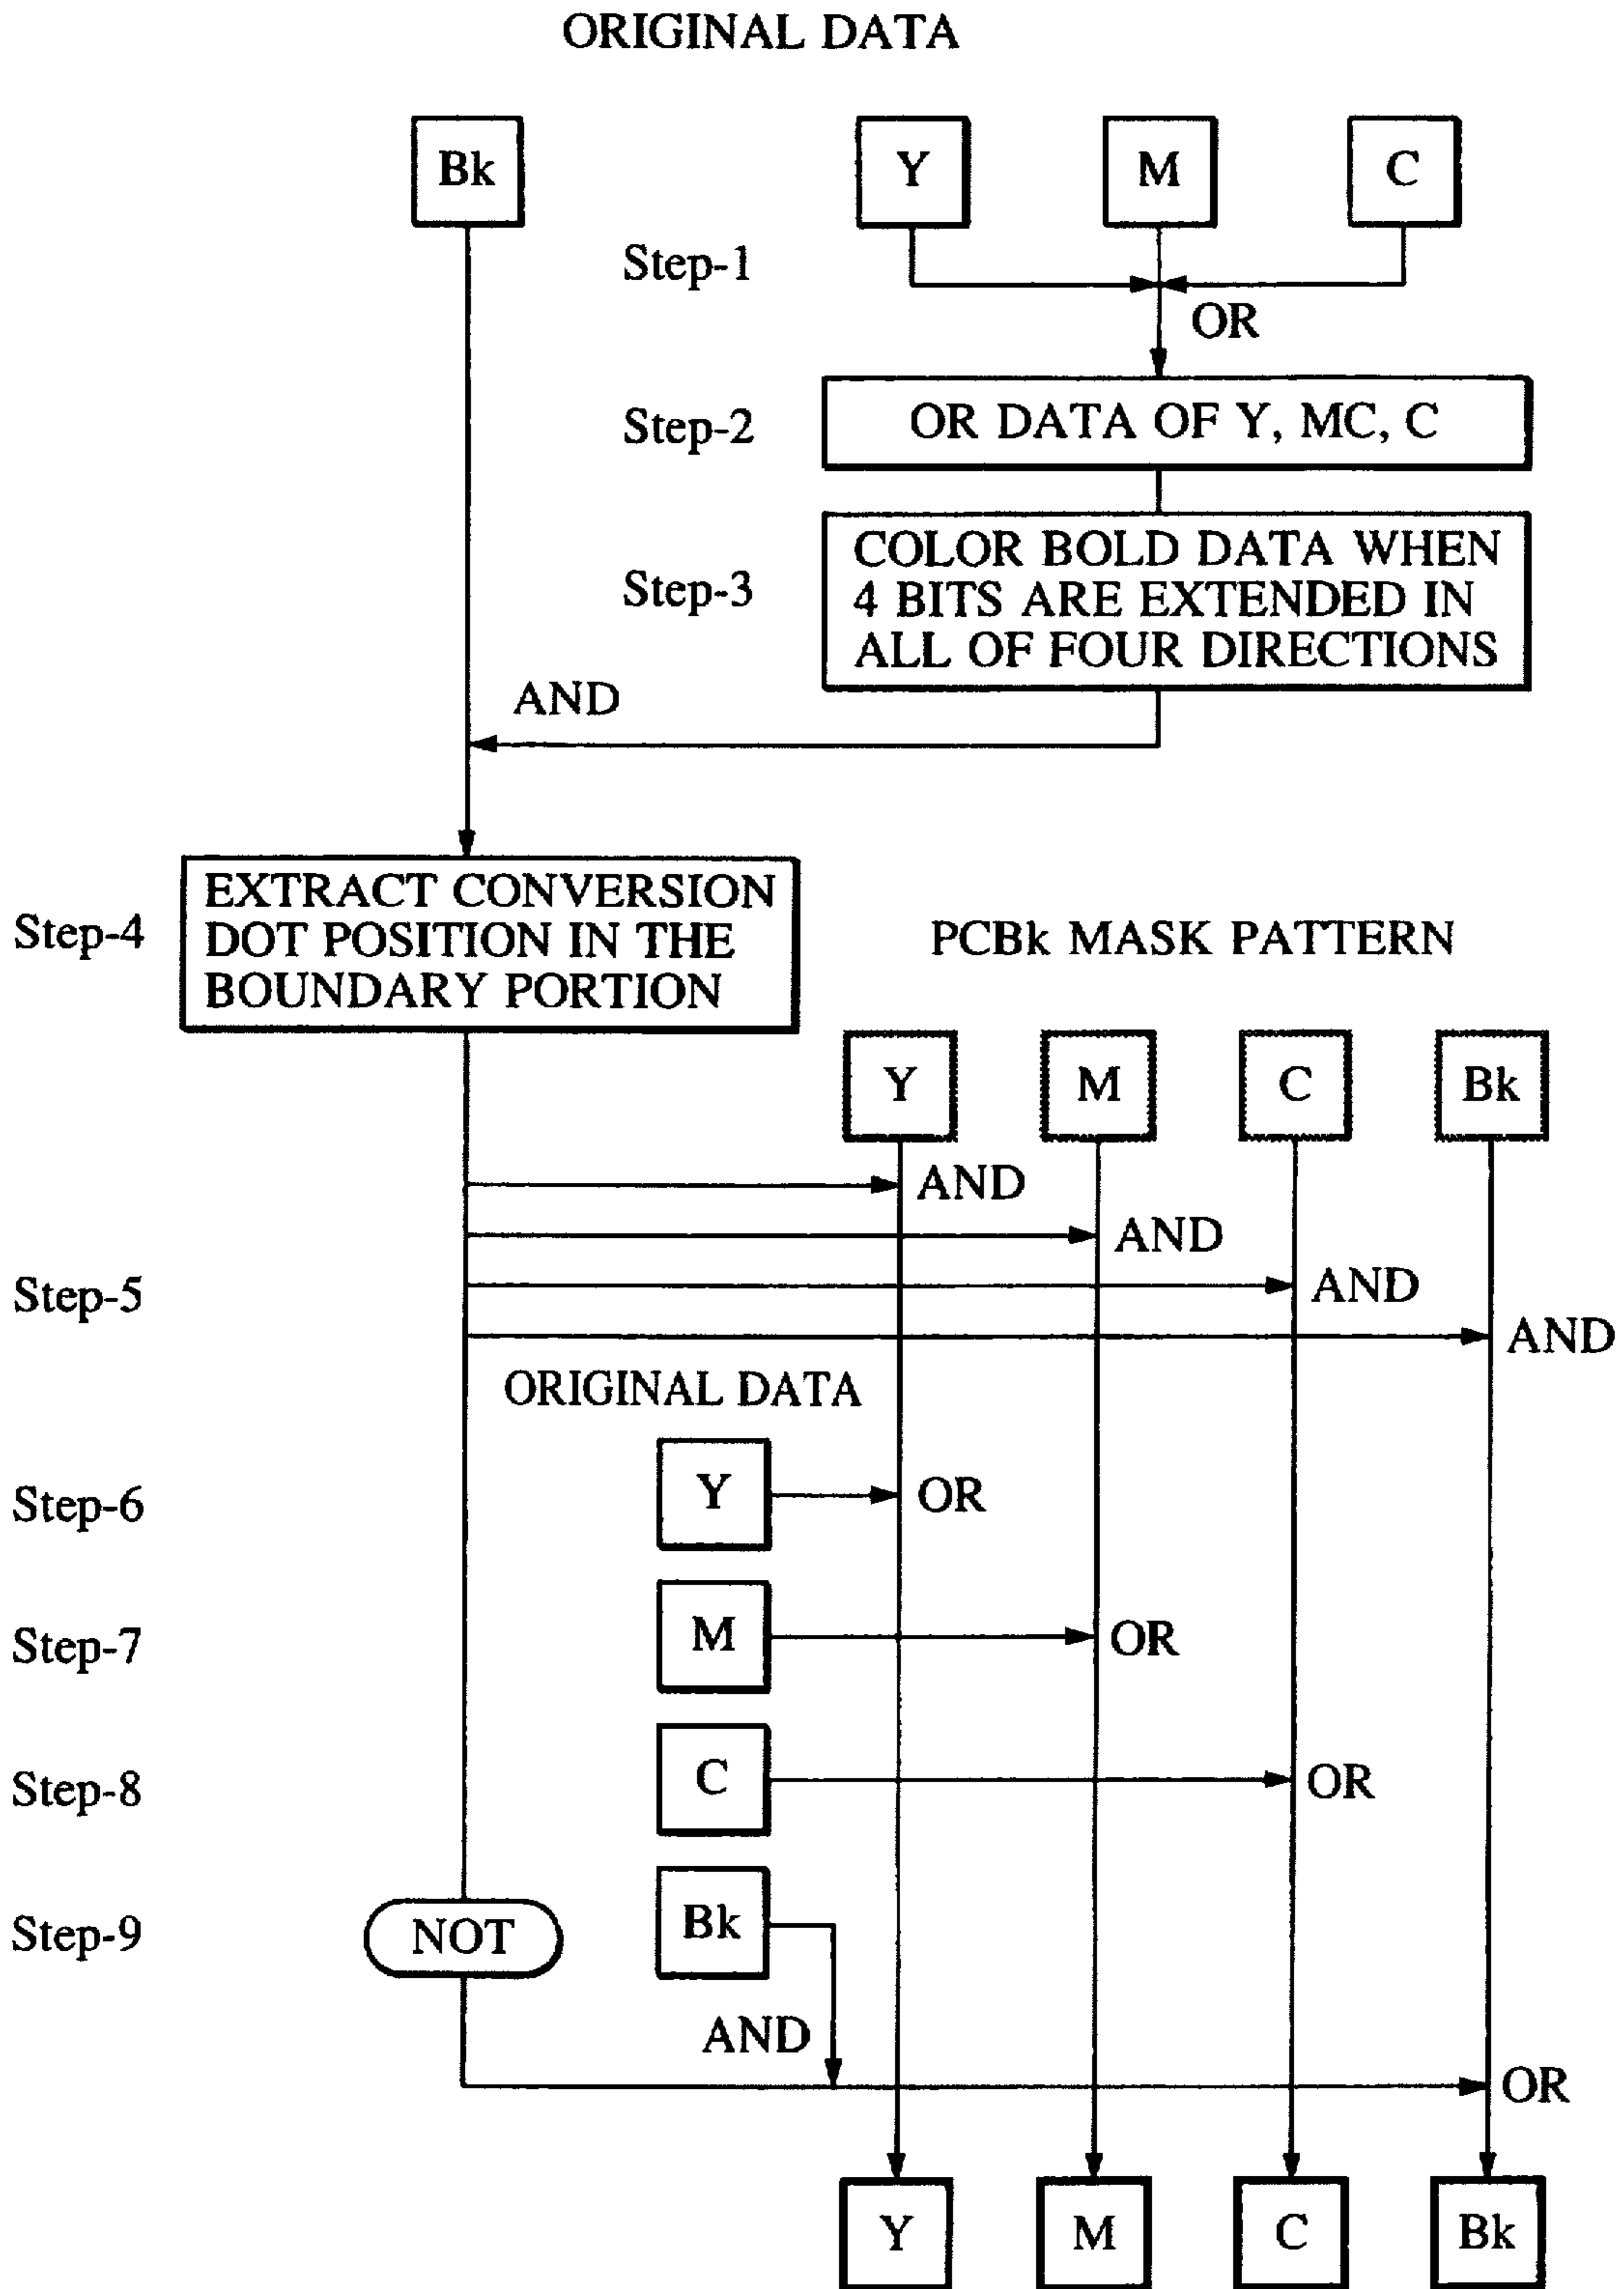 ORIGINAL DATA
Bk
Y
M
C
Step-1
OR
Step-2
OR DATA OF Y, MC, C
Step-3
COLOR BOLD DATA WHEN
4 BITS ARE EXTENDED IN
ALL OF FOUR DIRECTIONS
AND
Step-4
EXTRACT CONVERSION
DOT POSITION IN THE
BOUNDARY PORTION
PCBk MASK PATTERN
Y
M
C
Bk
AND
AND
Step-5
AND
AND
ORIGINAL DATA
Step-6
Y
OR
Step-7
M
OR
Step-8
C
OR
Step-9
NOT
Bk
AND
OR
Y
M
C
Bk